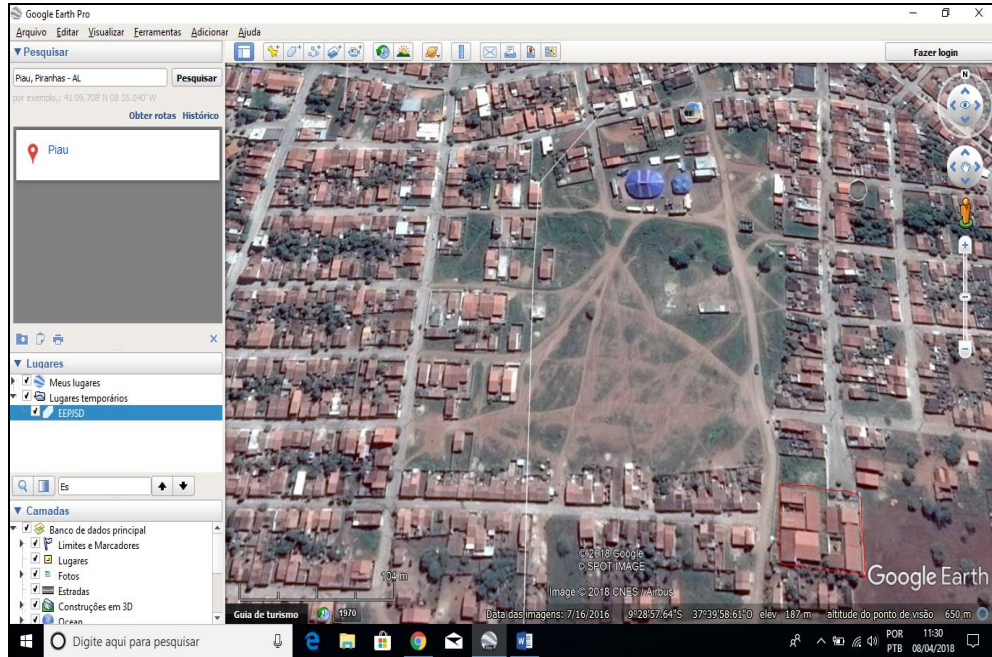 Google Earth Pro
Arquivo Editar Visualizar Ferramentas Adicionar Ajuda
Pesquisar
Fazer login
Piau, Piranhas - AL
Pesquisar
por exemplo,: 41 09.708' N 08 35.040' W
Obter rotas Histórico
Piau
N
Lugares
Meus lugares
Lugares temporários
EEPJSD
Es
Camadas
Banco de dados principal
Limites e Marcadores
Lugares
Fotos
Estradas
Construções em 3D
Ocean
104 m
© 2018 Google
© SPOT IMAGE
Image © 2018 CNES / Airbus
Google Earth
Guia de turismo
1970
Data das imagens: 7/16/2016 9°28'57.64"S 37°39'58.61"O elev 187 m altitude do ponto de visão 650 m
Digite aqui para pesquisar
POR
PTB
11:30
08/04/2018